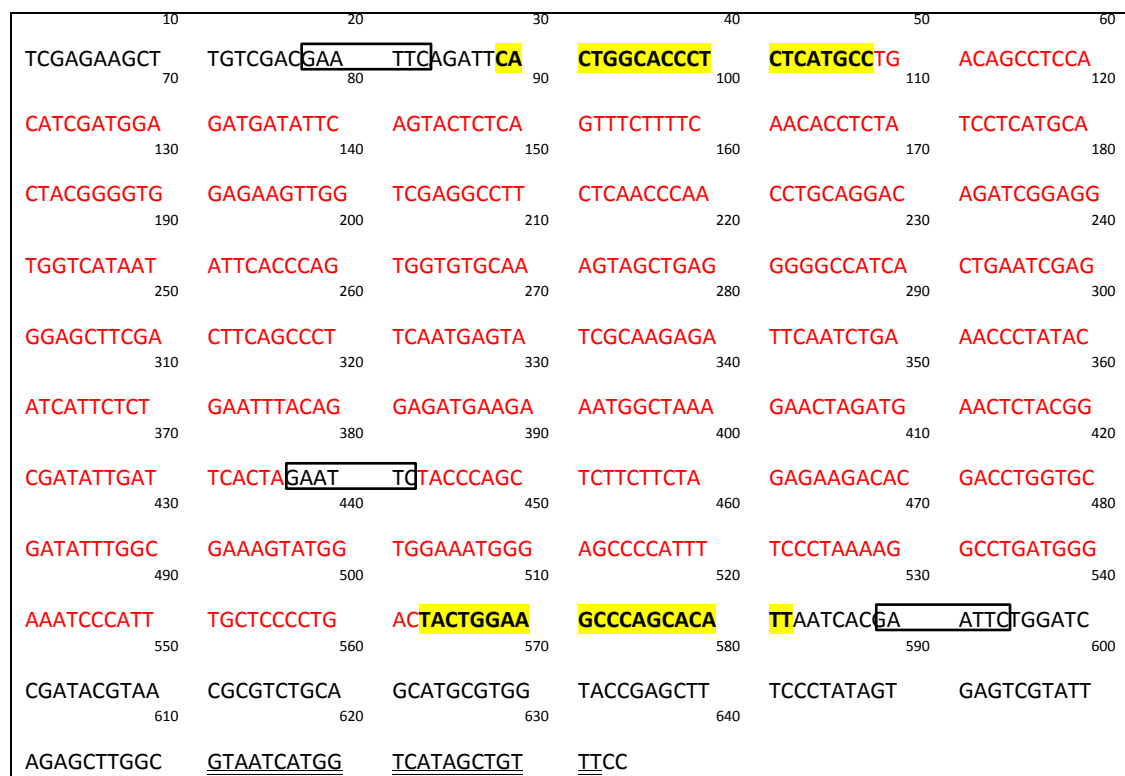 10 20 30 40 50 60
TCGAGAAGCT TGTCGACGAA TTCAGATTCA CTGGCACCCT CTCATGCCTG ACAGCCTCCA
70 80 90 100 110 120
CATCGATGGA GATGATATTC AGTACTCTCA GTTTCTTTTC AACACCTCTA TCCTCATGCA
130 140 150 160 170 180
CTACGGGGTG GAGAAGTTGG TCGAGGCCTT CTCAACCCAA CCTGCAGGAC AGATCGGAGG
190 200 210 220 230 240
TGGTCATAAT ATTCACCCAG TGGTGTGCAA AGTAGCTGAG GGGGCCATCA CTGAATCGAG
250 260 270 280 290 300
GGAGCTTCGA CTTCAGCCCT TCAATGAGTA TCGCAAGAGA TTCAATCTGA AACCCTATAC
310 320 330 340 350 360
ATCATTCTCT GAATTTACAG GAGATGAAGA AATGGCTAAA GAACTAGATG AACTCTACGG
370 380 390 400 410 420
CGATATTGAT TCACTAGAAT TCTACCCAGC TCTTCTTCTA GAGAAGACAC GACCTGGTGC
430 440 450 460 470 480
GATATTTGGC GAAAGTATGG TGGAAATGGG AGCCCCATTT TCCCTAAAAG GCCTGATGGG
490 500 510 520 530 540
AAATCCCATT TGCTCCCCTG ACTACTGGAA GCCCAGCACA TTAATCACGA ATTCTGGATC
550 560 570 580 590 600
CGATACGTAA CGCGTCTGCA GCATGCGTGG TACCGAGCTT TCCCTATAGT GAGTCGTATT
610 620 630 640
AGAGCTTGGC GTAATCATGG TCATAGCTGT TTCC